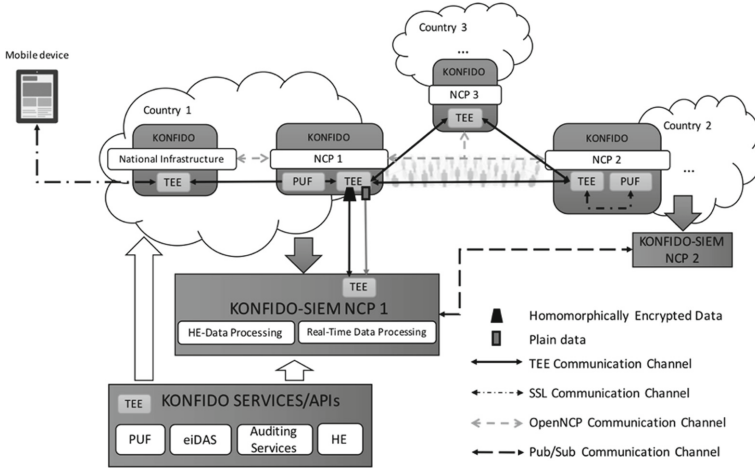 Mobile device
Country 3
...
KONFIDO
NCP 3
TEE
Country 1
KONFIDO
National Infrastructure
TEE
KONFIDO
NCP 1
PUF
TEE
Country 2
KONFIDO
NCP 2
TEE
PUF
...
KONFIDO-SIEM
NCP 2
TEE
KONFIDO-SIEM NCP 1
HE-Data Processing
Real-Time Data Processing
TEE
KONFIDO SERVICES/APIs
PUF
eiDAS
Auditing
Services
HE
Homomorphically Encrypted Data
Plain data
TEE Communication Channel
SSL Communication Channel
OpenNCP Communication Channel
Pub/Sub Communication Channel